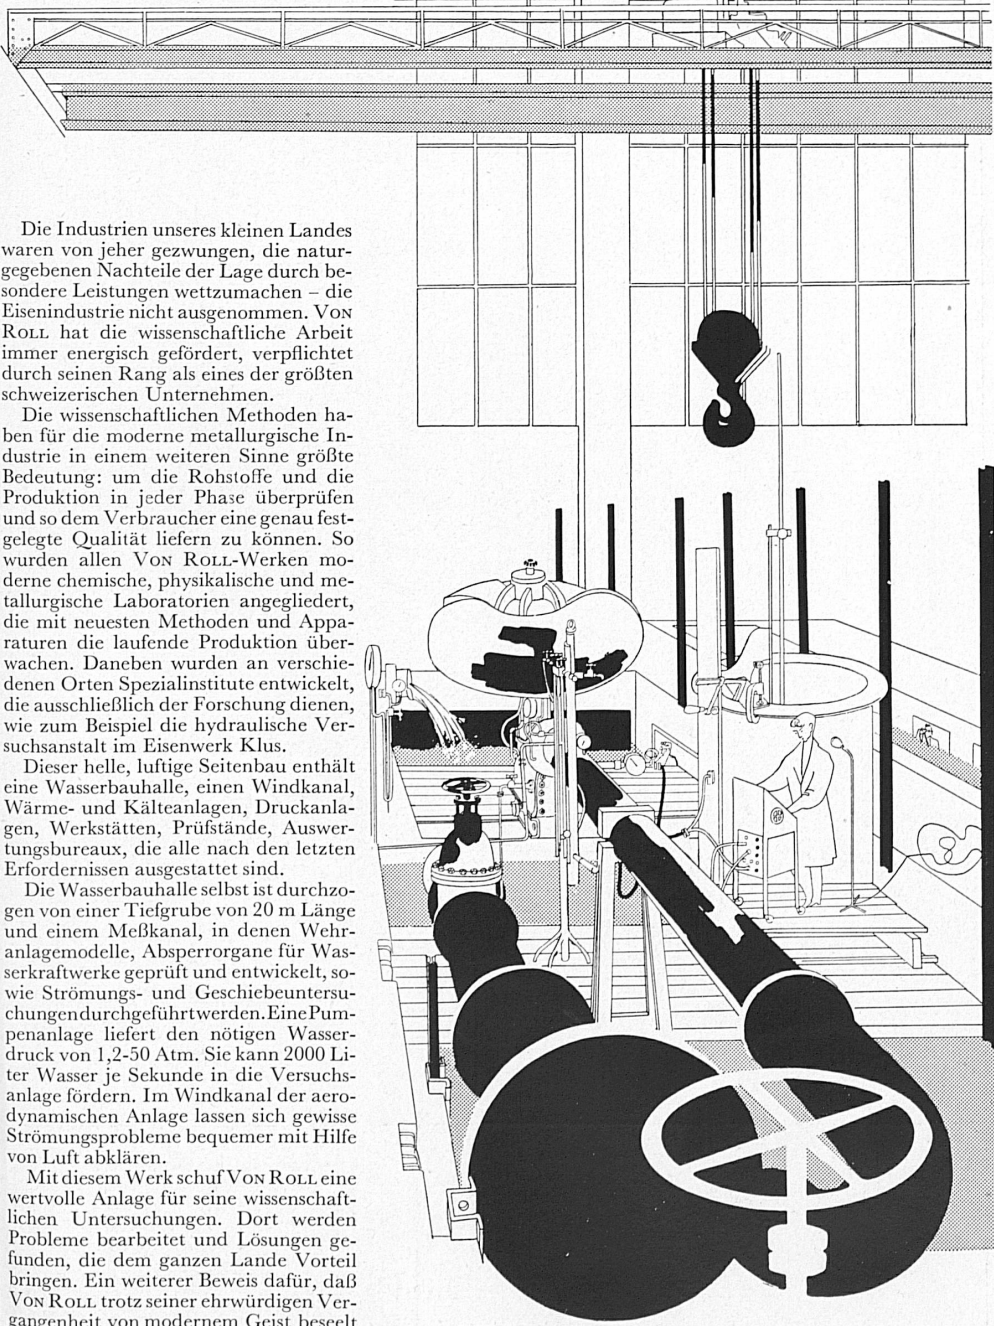 Die Industrien unseres kleinen Landes
waren von jeher gezwungen, die natur-
gegebenen Nachteile der Lage durch be-
sondere Leistungen wettzumachen – die
Eisenindustrie nicht ausgenommen. VON
ROLL hat die wissenschaftliche Arbeit
immer energisch gefördert, verpflichtet
durch seinen Rang als eines der größten
schweizerischen Unternehmen.
Die wissenschaftlichen Methoden ha-
ben für die moderne metallurgische In-
dustrie in einem weiteren Sinne größte
Bedeutung: um die Rohstoffe und die
Produktion in jeder Phase überprüfen
und so dem Verbraucher eine genau fest-
gelegte Qualität liefern zu können. So
wurden allen VON ROLL-Werken mo-
derne chemische, physikalische und me-
tallurgische Laboratorien angegliedert,
die mit neuesten Methoden und Appa-
raturen die laufende Produktion über-
wachen. Daneben wurden an verschie-
denen Orten Spezialinstitute entwickelt,
die ausschließlich der Forschung dienen,
wie zum Beispiel die hydraulische Ver-
suchsanstalt im Eisenwerk Klus.
Dieser helle, luftige Seitenbau enthält
eine Wasserbauhalle, einen Windkanal,
Wärme- und Kälteanlagen, Druckanla-
gen, Werkstätten, Prüfstände, Auswer-
tungsbureaux, die alle nach den letzten
Erfordernissen ausgestattet sind.
Die Wasserbauhalle selbst ist durchzo-
gen von einer Tiefgrube von 20 m Länge
und einem Meßkanal, in denen Wehr-
anlagemodelle, Absperrorgane für Was-
serkraftwerke geprüft und entwickelt, so-
wie Strömungs- und Geschiebeuntersu-
chungen durchgeführt werden. Eine Pum-
penanlage liefert den nötigen Wasser-
druck von 1,2-50 Atm. Sie kann 2000 Li-
ter Wasser je Sekunde in die Versuchs-
anlage fördern. Im Windkanal der aero-
dynamischen Anlage lassen sich gewisse
Strömungsprobleme bequemer mit Hilfe
von Luft abklären.
Mit diesem Werk schuf VON ROLL eine
wertvolle Anlage für seine wissenschaft-
lichen Untersuchungen. Dort werden
Probleme bearbeitet und Lösungen ge-
funden, die dem ganzen Lande Vorteil
bringen. Ein weiterer Beweis dafür, daß
VON ROLL trotz seiner ehrwürdigen Ver-
gangenheit von modernem Geist beseelt